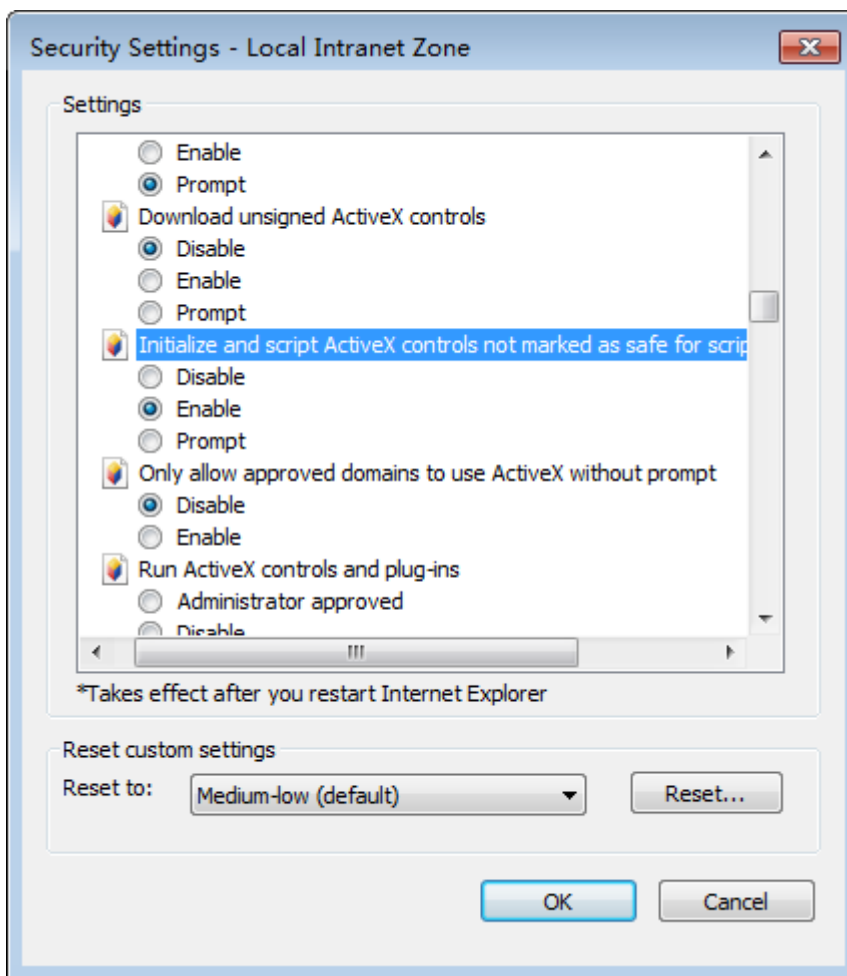 Security Settings - Local Intranet Zone
Settings
Enable
Prompt
Download unsigned ActiveX controls
Disable
Enable
Prompt
Initialize and script ActiveX controls not marked as safe for scrip
Disable
Enable
Prompt
Only allow approved domains to use ActiveX without prompt
Disable
Enable
Run ActiveX controls and plug-ins
Administrator approved
Disable
*Takes effect after you restart Internet Explorer
Reset custom settings
Reset to:
Medium-low (default)
Reset...
OK
Cancel